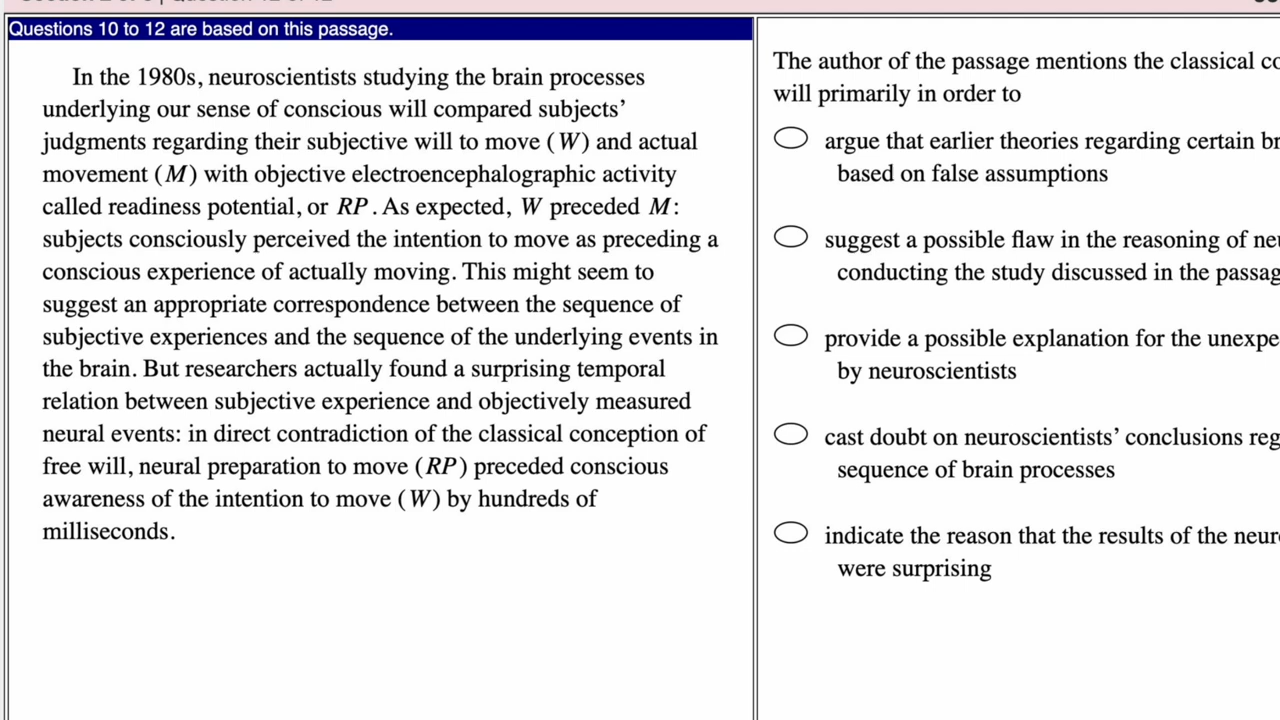 Questions 10 to 12 are based on this passage.
In the 1980s, neuroscientists studying the brain processes
underlying our sense of conscious will compared subjects’
judgments regarding their subjective will to move (W) and actual
movement (M) with objective electroencephalographic activity
called readiness potential, or RP. As expected, W preceded M:
subjects consciously perceived the intention to move as preceding a
conscious experience of actually moving. This might seem to
suggest an appropriate correspondence between the sequence of
subjective experiences and the sequence of the underlying events in
the brain. But researchers actually found a surprising temporal
relation between subjective experience and objectively measured
neural events: in direct contradiction of the classical conception of
free will, neural preparation to move (RP) preceded conscious
awareness of the intention to move (W) by hundreds of
milliseconds.
The author of the passage mentions the classical
will primarily in order to
argue that earlier theories regarding certain
based on false assumptions
suggest a possible flaw in the reasoning of
conducting the study discussed in the
provide a possible explanation for the
by neuroscientists
cast doubt on neuroscientists’ conclusions
sequence of brain processes
indicate the reason that the results of the
were surprising